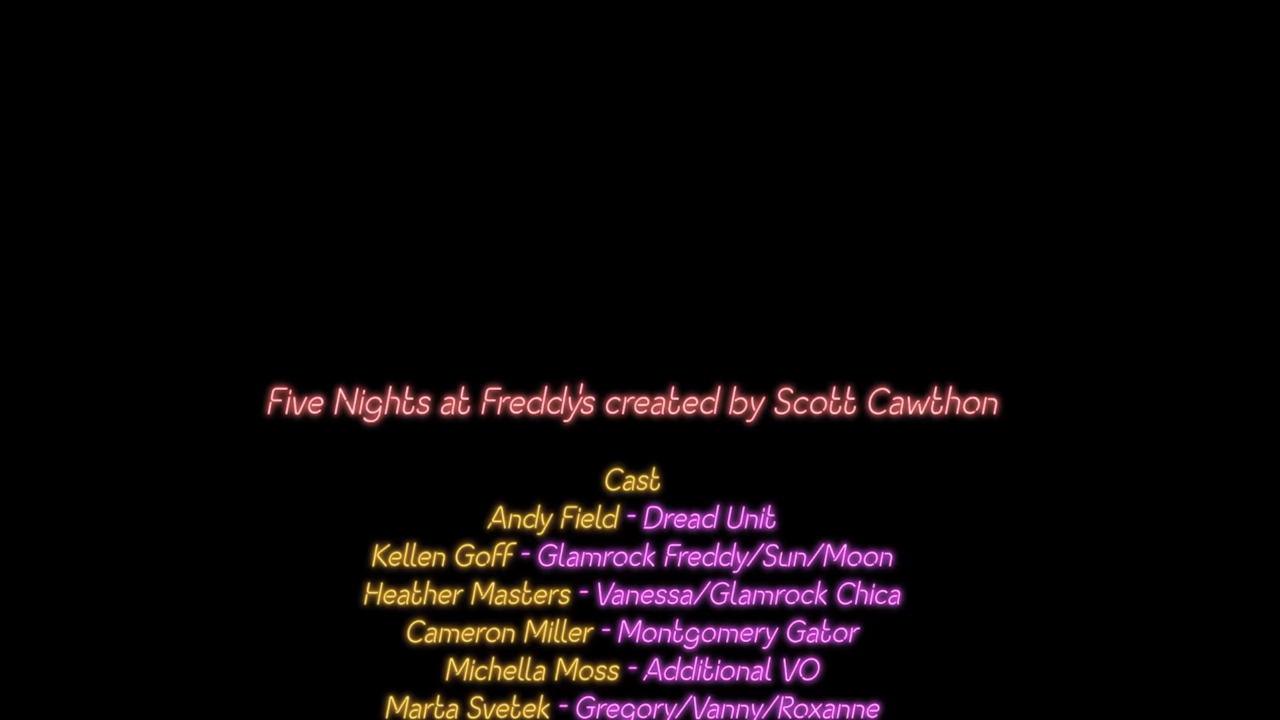 Five Nights at Freddy's created by Scott Cawthon
Cast
Andy Field - Dread Unit
Kellen Goff - Glamrock Freddy/Sun/Moon
Heather Masters - Vanessa/Glamrock Chica
Cameron Miller - Montgomery Gator
Michella Moss - Additional VO
Marta Svetek - Gregory/Vanny/Roxanne